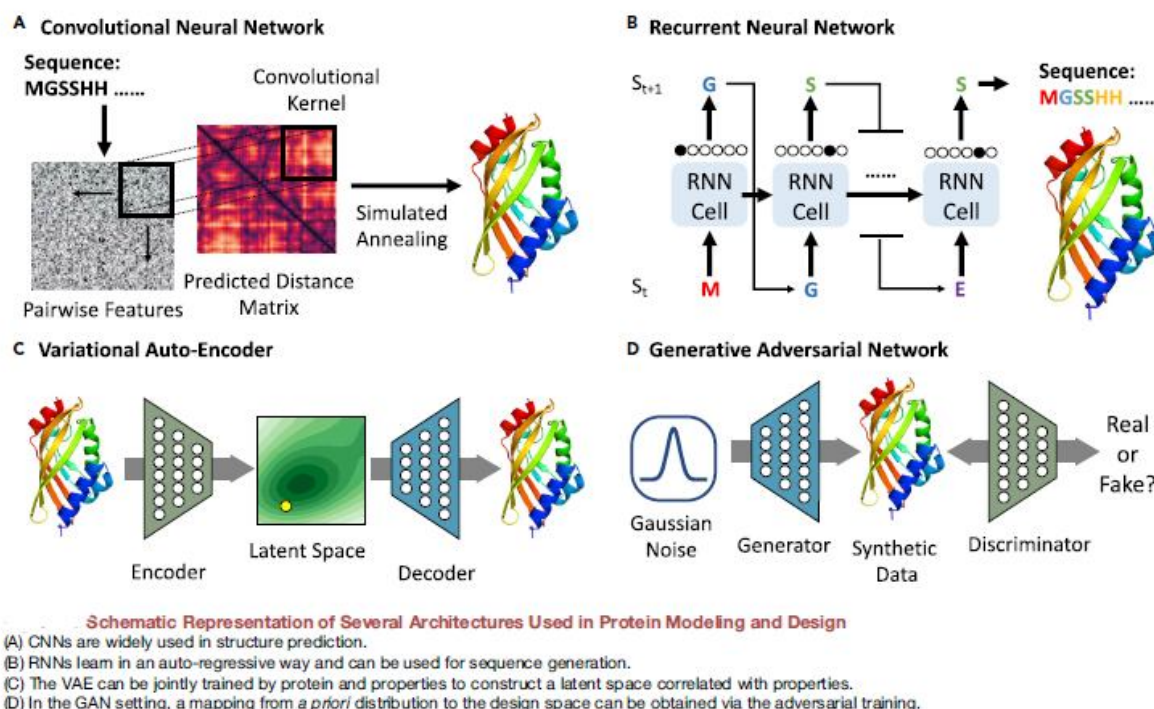 A Convolutional Neural Network
Sequence:
MGSSHH ......
Convolutional
Kernel
Simulated
Annealing
Pairwise Features
Predicted Distance
Matrix
B Recurrent Neural Network
St+1
G
S
S
Sequence:
MGSSHH .....
RNN
Cell
RNN
Cell
......
RNN
Cell
St
M
G
E
C Variational Auto-Encoder
Encoder
Latent Space
Decoder
D Generative Adversarial Network
Gaussian
Noise
Generator
Synthetic
Data
Discriminator
Real
or
Fake?
Schematic Representation of Several Architectures Used in Protein Modeling and Design
(A) CNNs are widely used in structure prediction.
(B) RNNs learn in an auto-regressive way and can be used for sequence generation.
(C) The VAE can be jointly trained by protein and properties to construct a latent space correlated with properties.
(D) In the GAN setting, a mapping from a priori distribution to the design space can be obtained via the adversarial training.